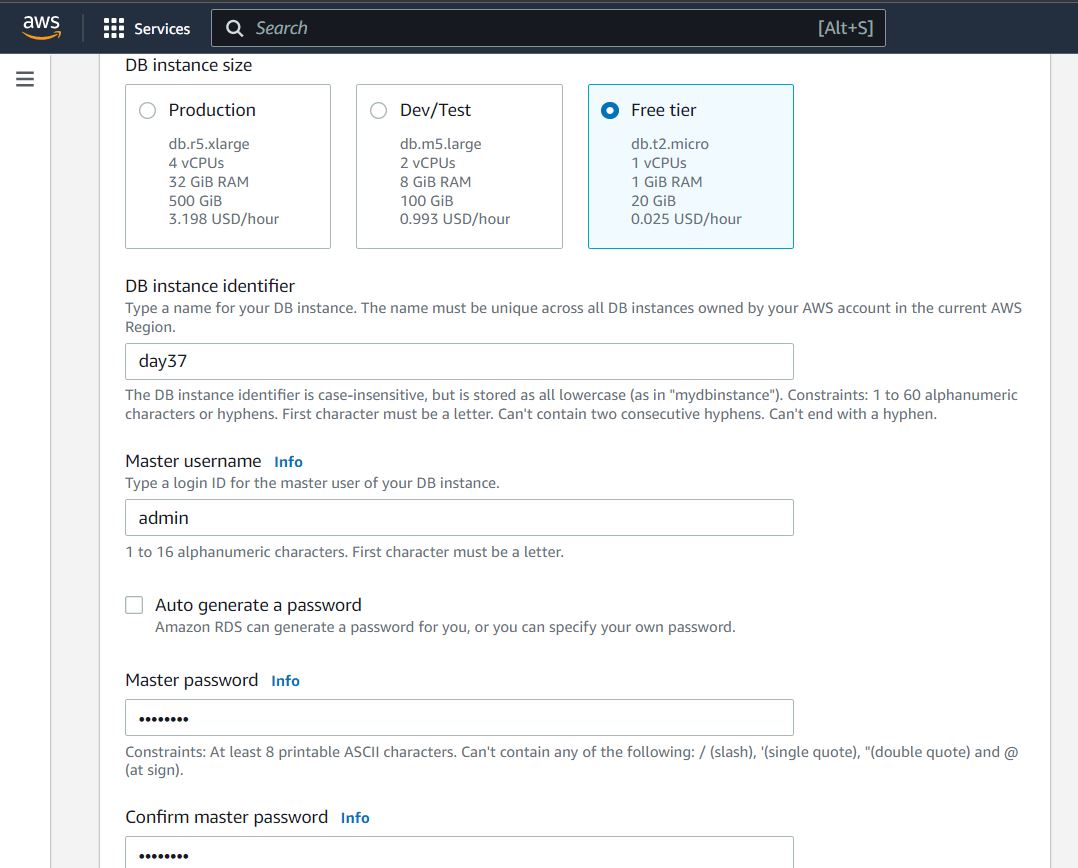 aws
Services
Search
[Alt+S]
DB instance size
Production
db.r5.xlarge
4 vCPUs
32 GiB RAM
500 GiB
3.198 USD/hour
Dev/Test
db.m5.large
2 vCPUs
8 GiB RAM
100 GiB
0.993 USD/hour
Free tier
db.t2.micro
1 vCPUs
1 GiB RAM
20 GiB
0.025 USD/hour
DB instance identifier
Type a name for your DB instance. The name must be unique across all DB instances owned by your AWS account in the current AWS
Region.
day37
The DB instance identifier is case-insensitive, but is stored as all lowercase (as in "mydbinstance"). Constraints: 1 to 60 alphanumeric
characters or hyphens. First character must be a letter. Can't contain two consecutive hyphens. Can't end with a hyphen.
Master username Info
Type a login ID for the master user of your DB instance.
admin
1 to 16 alphanumeric characters. First character must be a letter.
Auto generate a password
Amazon RDS can generate a password for you, or you can specify your own password.
Master password Info
••••••••
Constraints: At least 8 printable ASCII characters. Can't contain any of the following: / (slash), '(single quote), "(double quote) and @
(at sign).
Confirm master password Info
••••••••